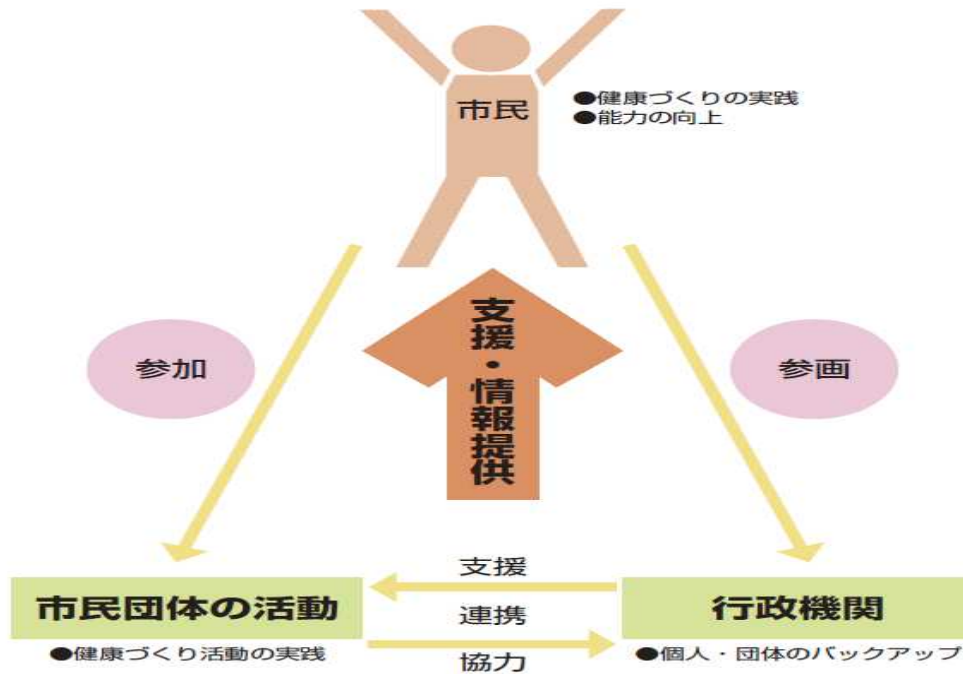 市民
●健康づくりの実践
●能力の向上
支援・情報提供
参加
参画
支援
連携
協力
市民団体の活動
●健康づくり活動の実践
行政機関
●個人・団体のバックアップ